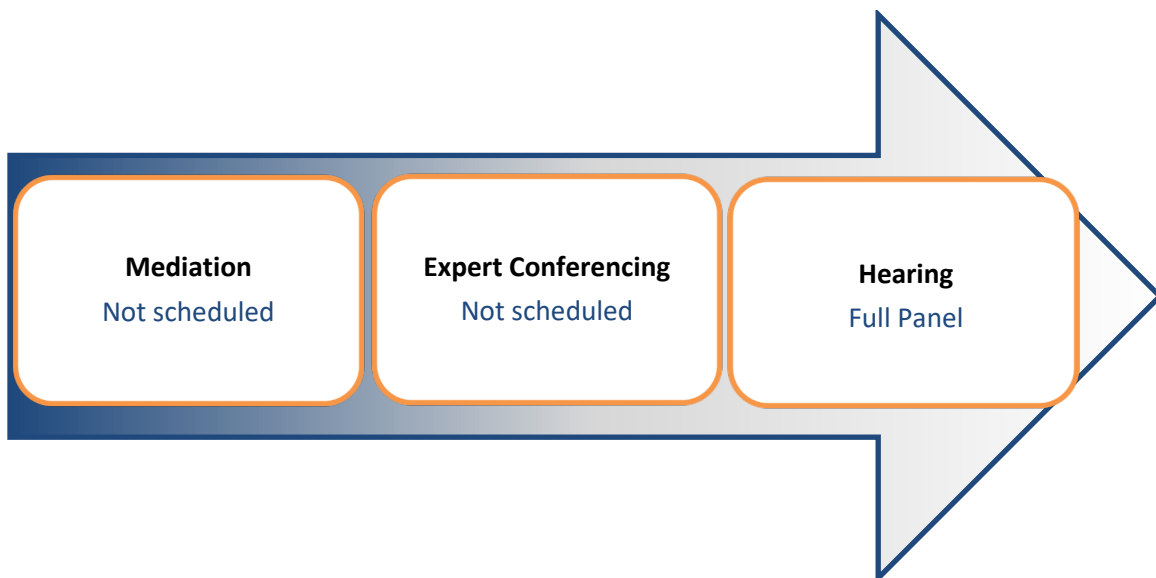 Mediation
Not scheduled
Expert Conferencing
Not scheduled
Hearing
Full Panel